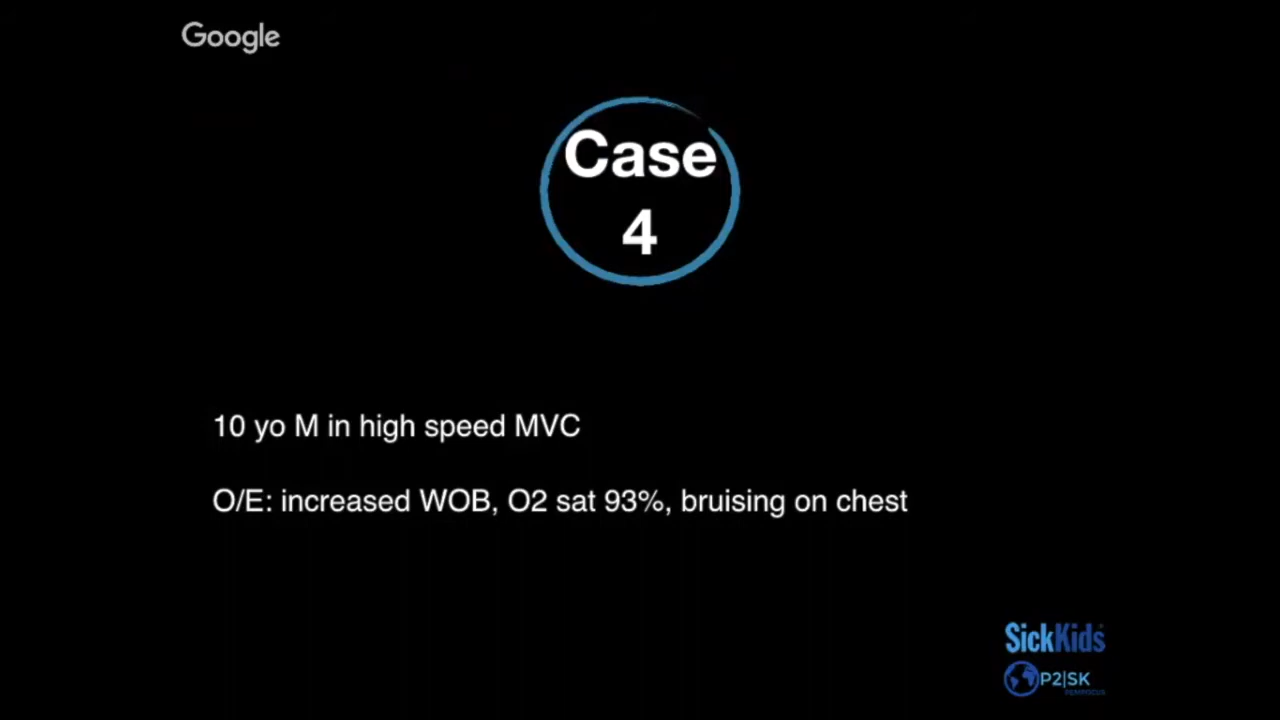 Google
Case
4
10 yo M in high speed MVC
O/E: increased WOB, O2 sat 93%, bruising on chest
SickKids
P2|SK